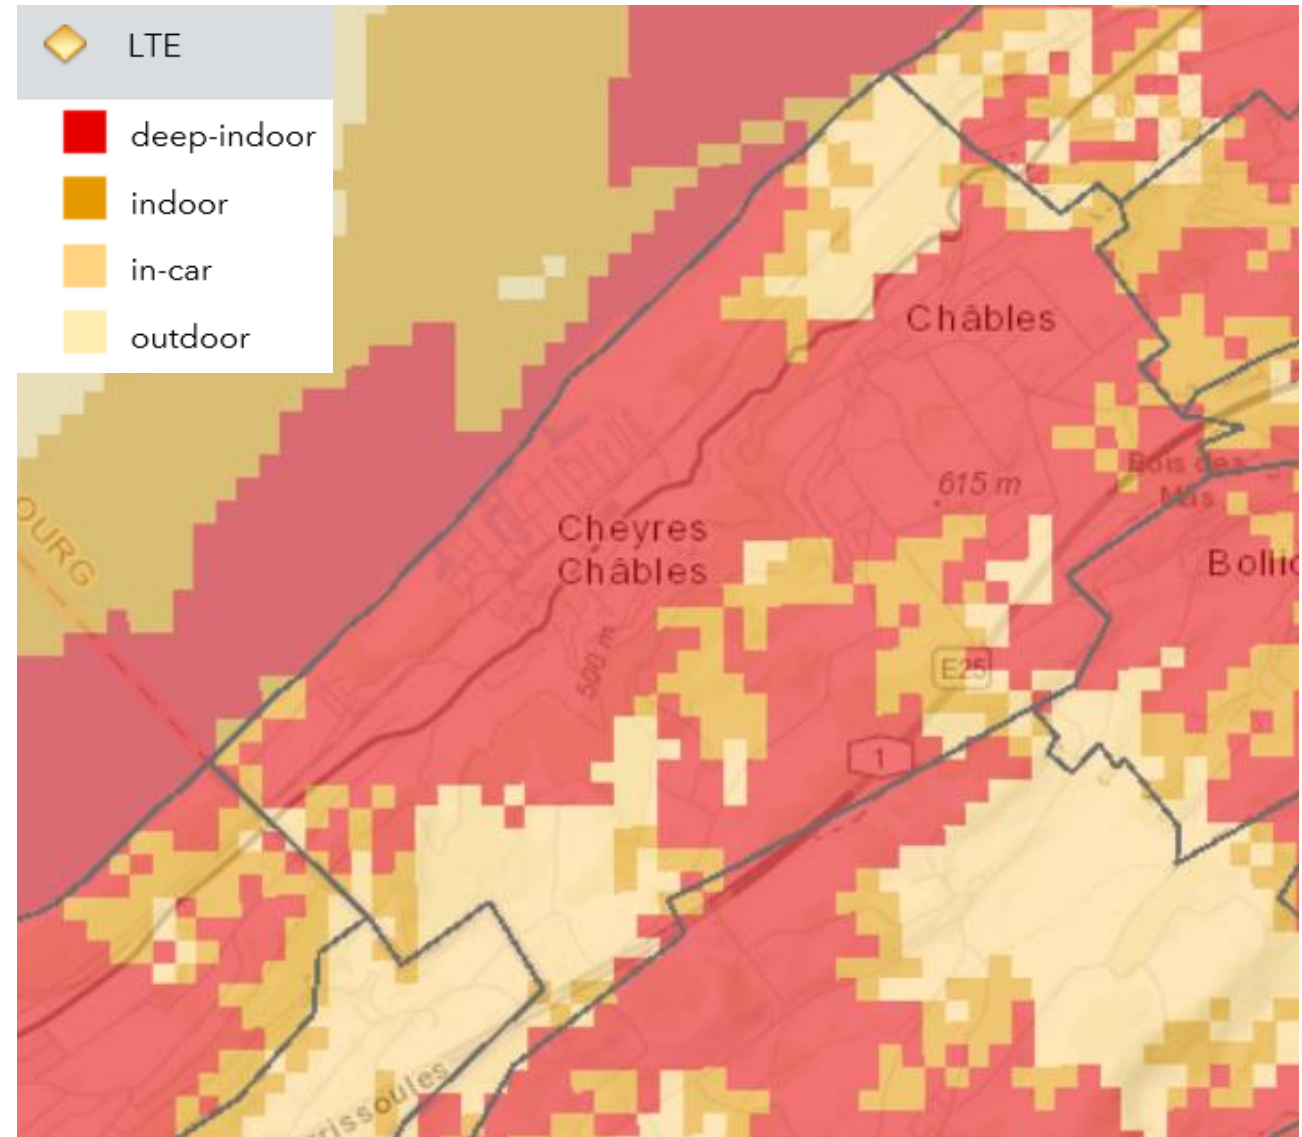 LTE
deep-indoor
indoor
in-car
outdoor
Châbles
615 m
Bois des
Mas
OURG
Cheyres
Châbles
Bollio
500 m
E25
1
rissoules